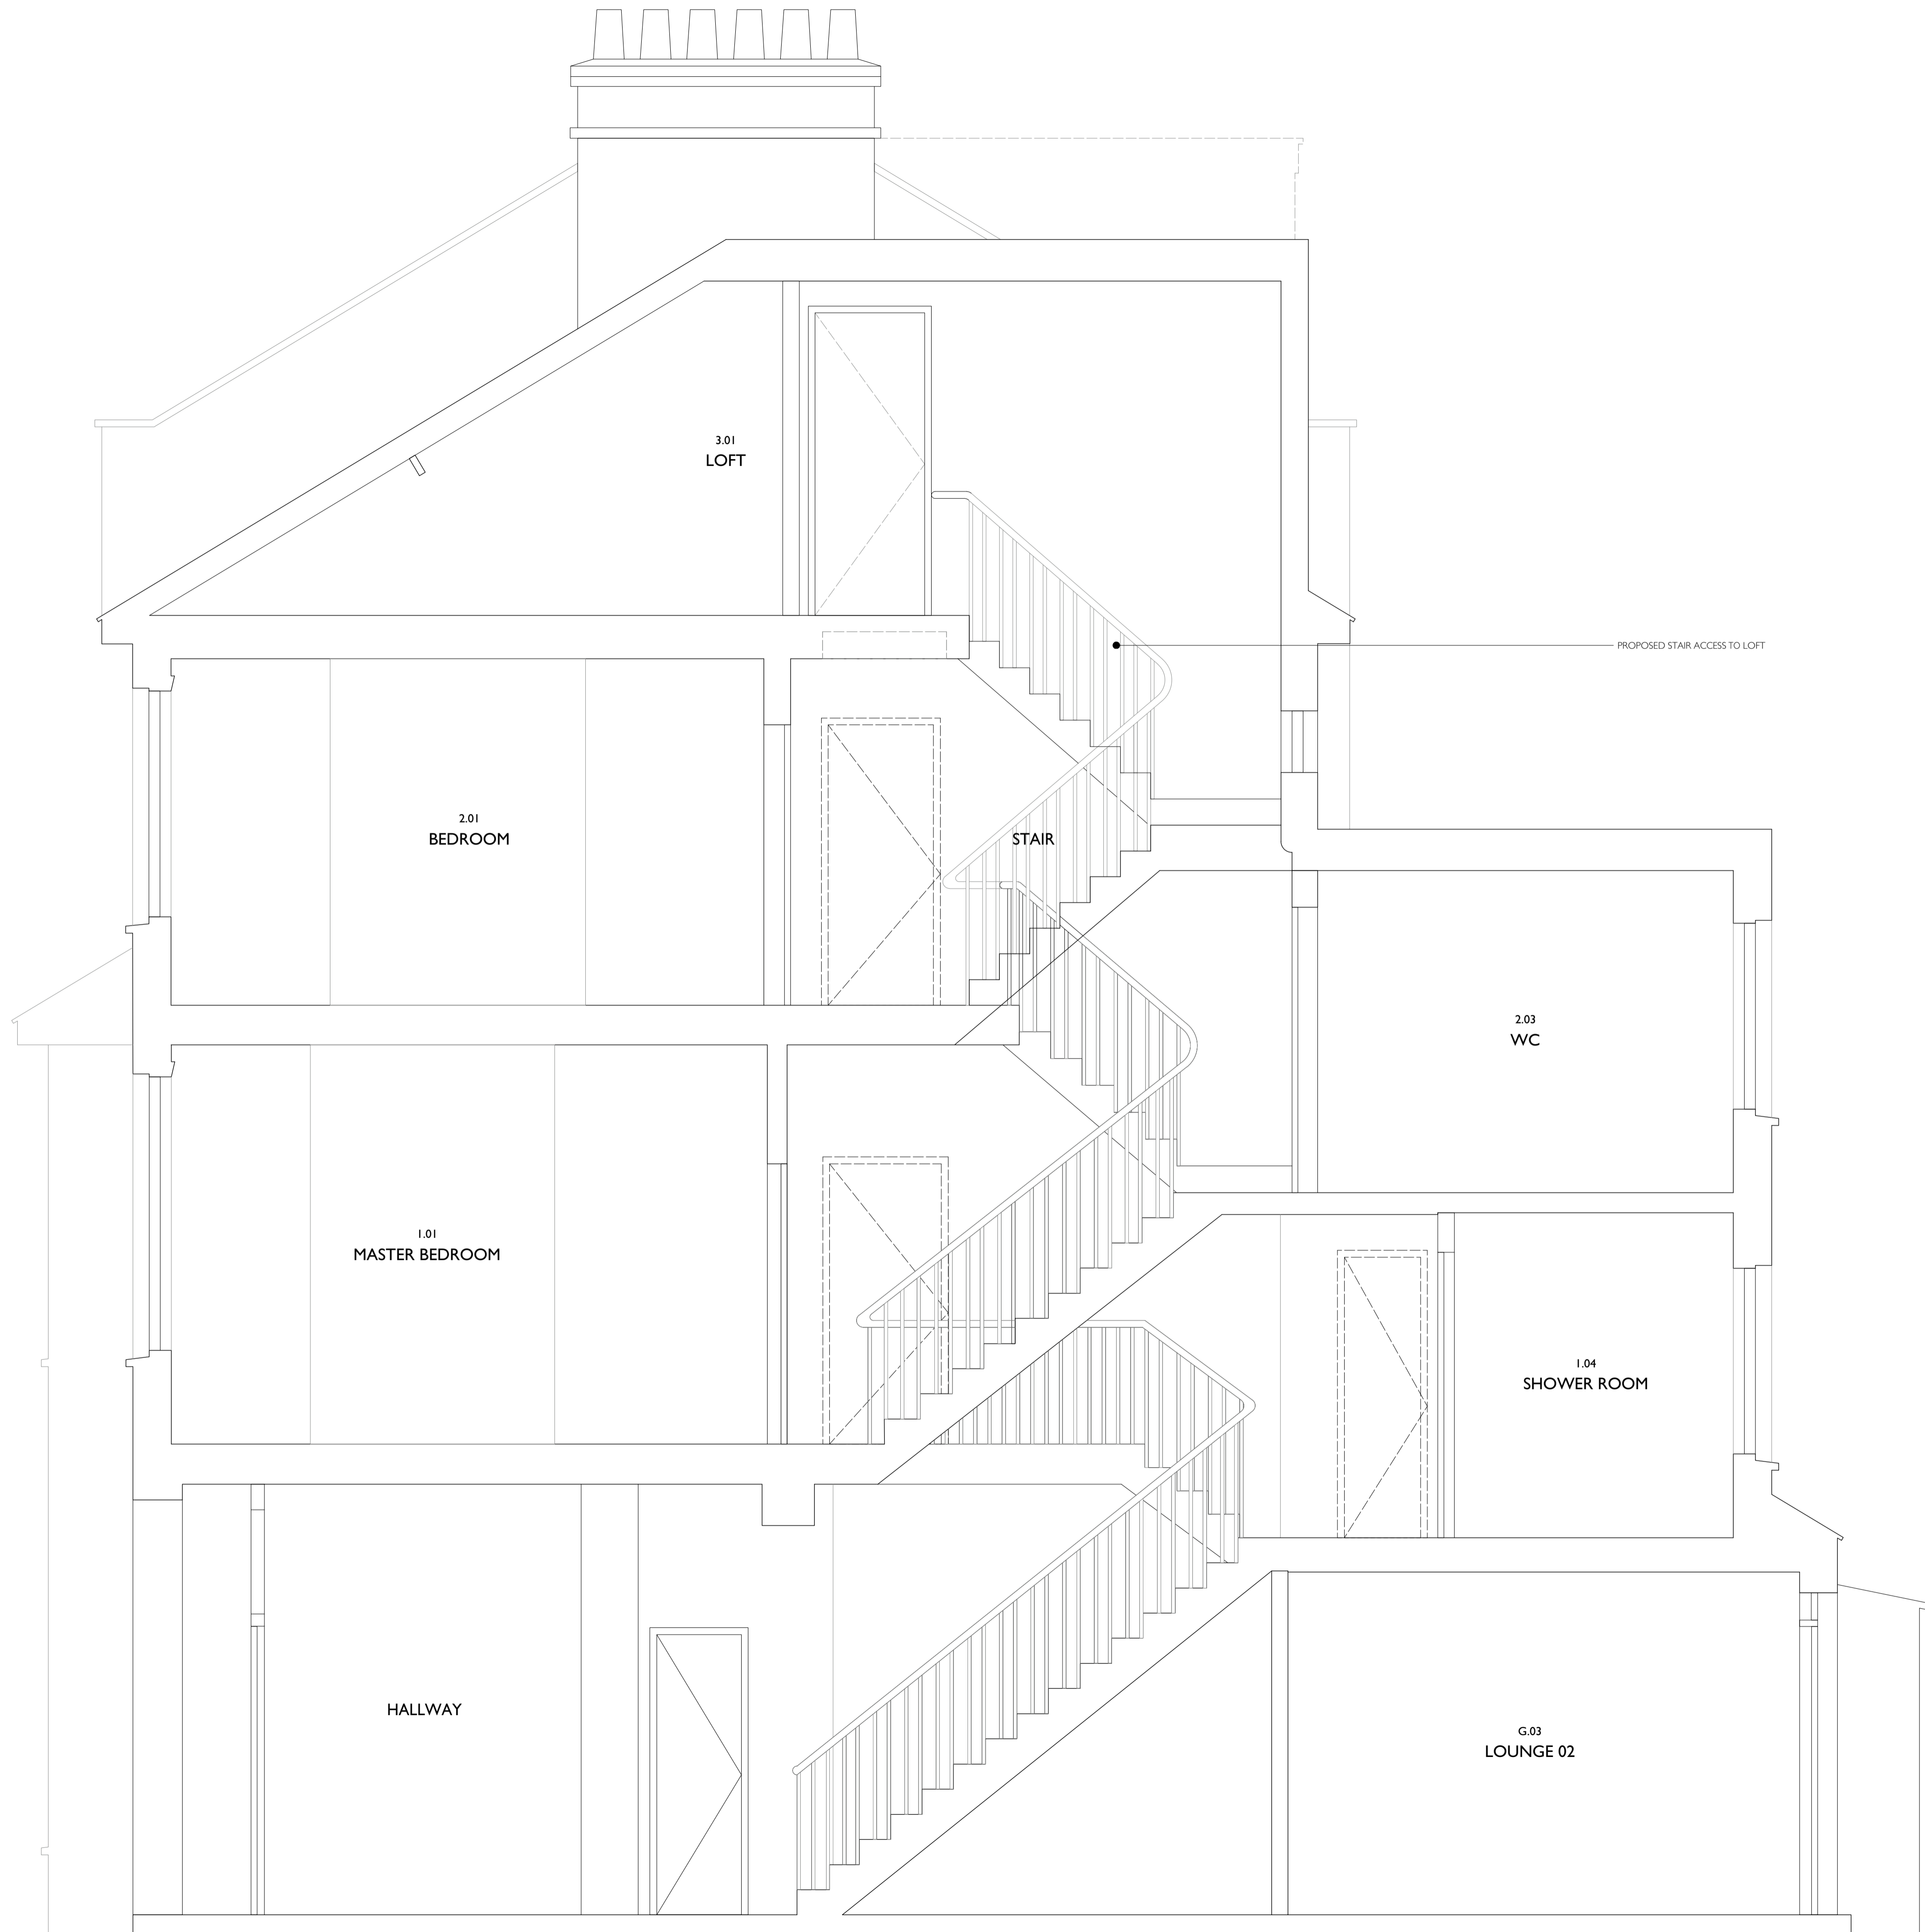 3.01
LOFT
PROPOSED STAIR ACCESS TO LOFT
2.01
BEDROOM
STAIR
2.03
WC
1.01
MASTER BEDROOM
1.04
SHOWER ROOM
HALLWAY
G.03
LOUNGE 02